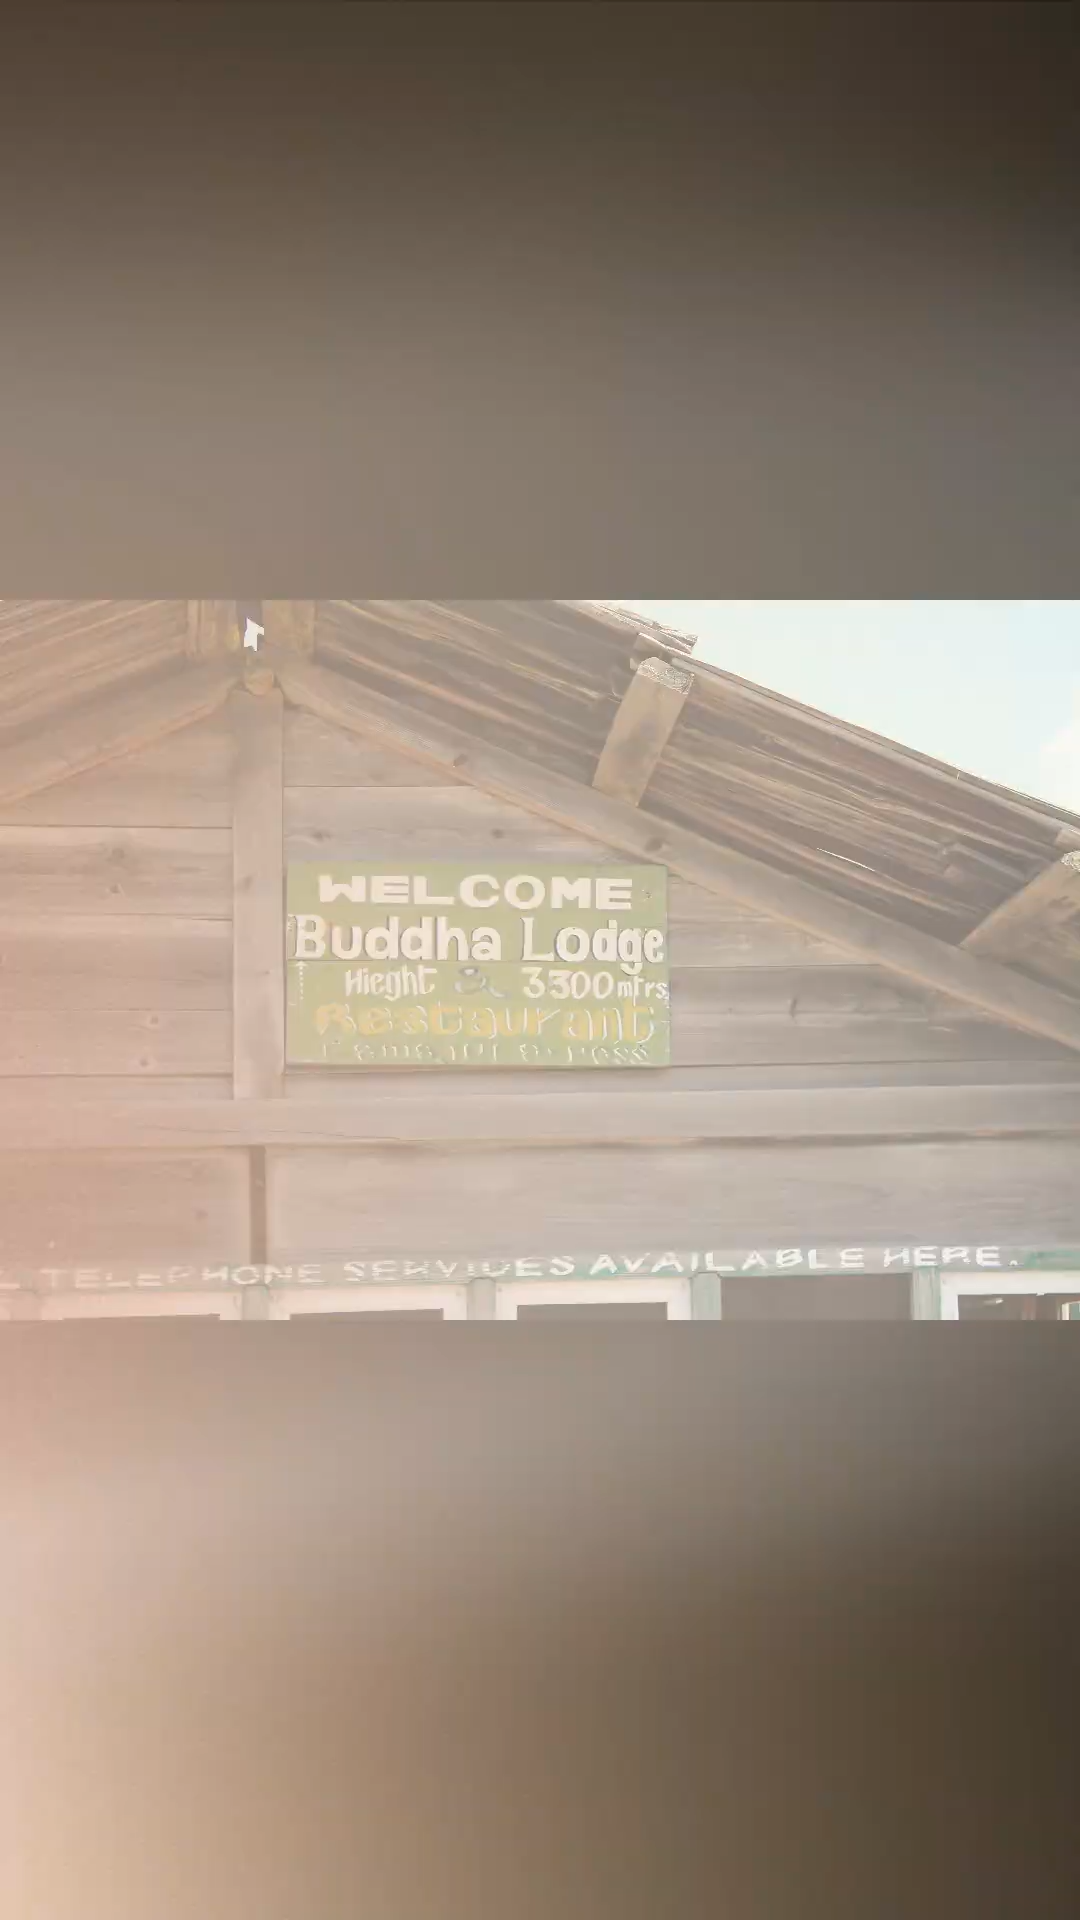 WELCOME
Buddha Lodge
Hieght & 3300 mtrs
Restaurant
TELEPHONE SERVICES AVAILABLE HERE.